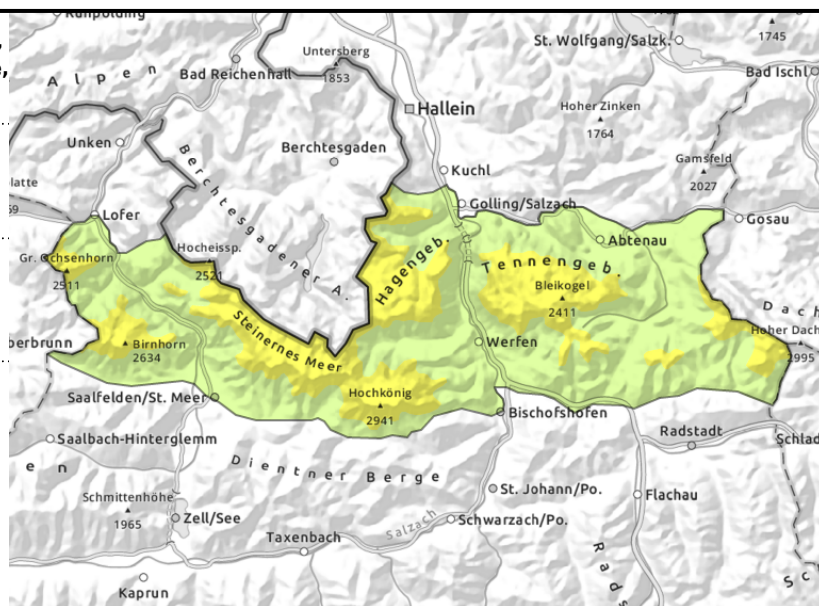 Ruhpolding
1745
St. Wolfgang/Salzk.
Untersberg
1853
Bad Reichenhall
Bad Ischl
Alpen
Hallein
Hoher Zinken
1764
Unken
Berchtesgaden
Gamsfeld
2027
Kuchl
Berchtesgadener A.
Golling/Salzach
Lofer
Gosau
Abtenau
Hocheissp.
2521
Gr. Ochsenhorn
2511
Hagengeb.
Tennengeb.
Bleikogel
2411
Dach
Hoher Dach
2995
Steinernes Meer
Birnhorn
2634
Werfen
Hochkönig
2941
Saalfelden/St. Meer
Bischofshofen
Saalbach-Hinterglemm
Radstadt
Schlad
en
Dientner Berge
Schmittenhöhe
1965
St. Johann/Po.
Flachau
Zell/See
Salzach
Schwarzach/Po.
Taxenbach
Rads
Sc
Kaprun